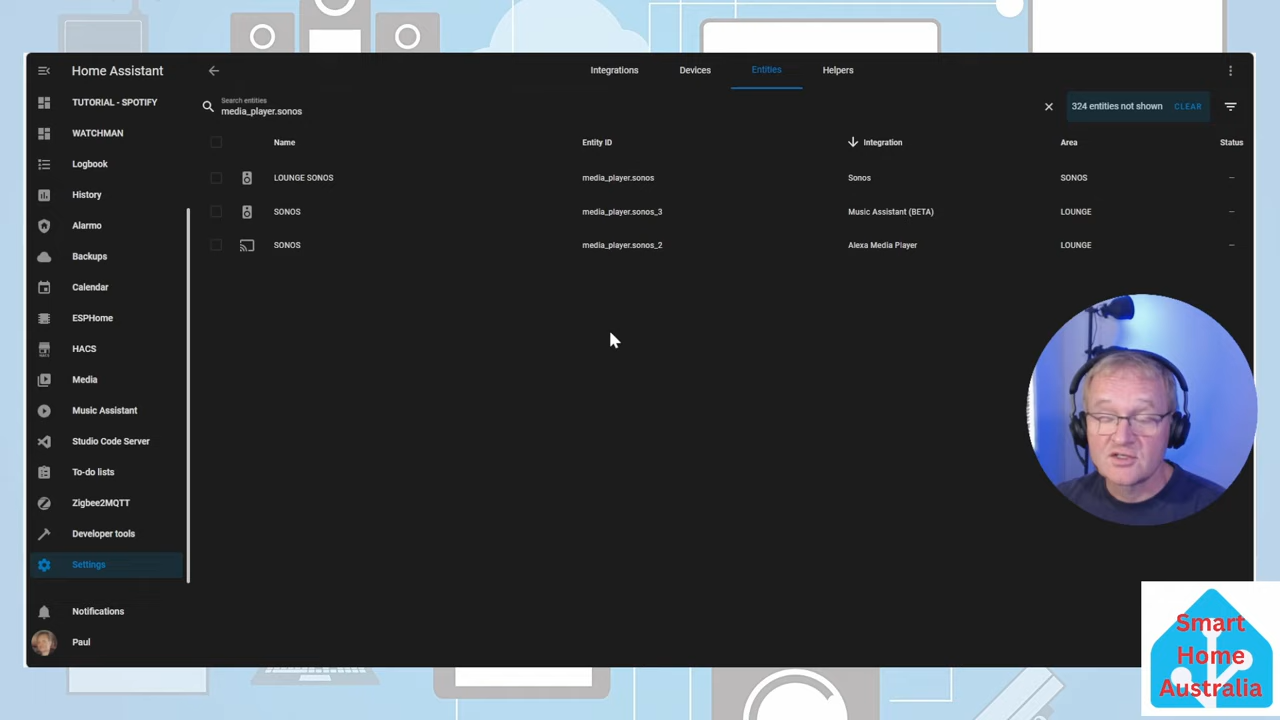 Home Assistant
Integrations
Devices
Entities
Helpers
TUTORIAL - SPOTIFY
WATCHMAN
Logbook
History
Alarmo
Backups
Calendar
ESPHome
HACS
Media
Music Assistant
Studio Code Server
To-do lists
Zigbee2MQTT
Developer tools
Settings
Notifications
Paul
Search entities
media_player.sonos
324 entities not shown CLEAR
Name Entity ID Integration Area Status
LOUNGE SONOS media_player.sonos Sonos SONOS –
SONOS media_player.sonos_3 Music Assistant (BETA) LOUNGE –
SONOS media_player.sonos_2 Alexa Media Player LOUNGE –
Smart
Home
Australia